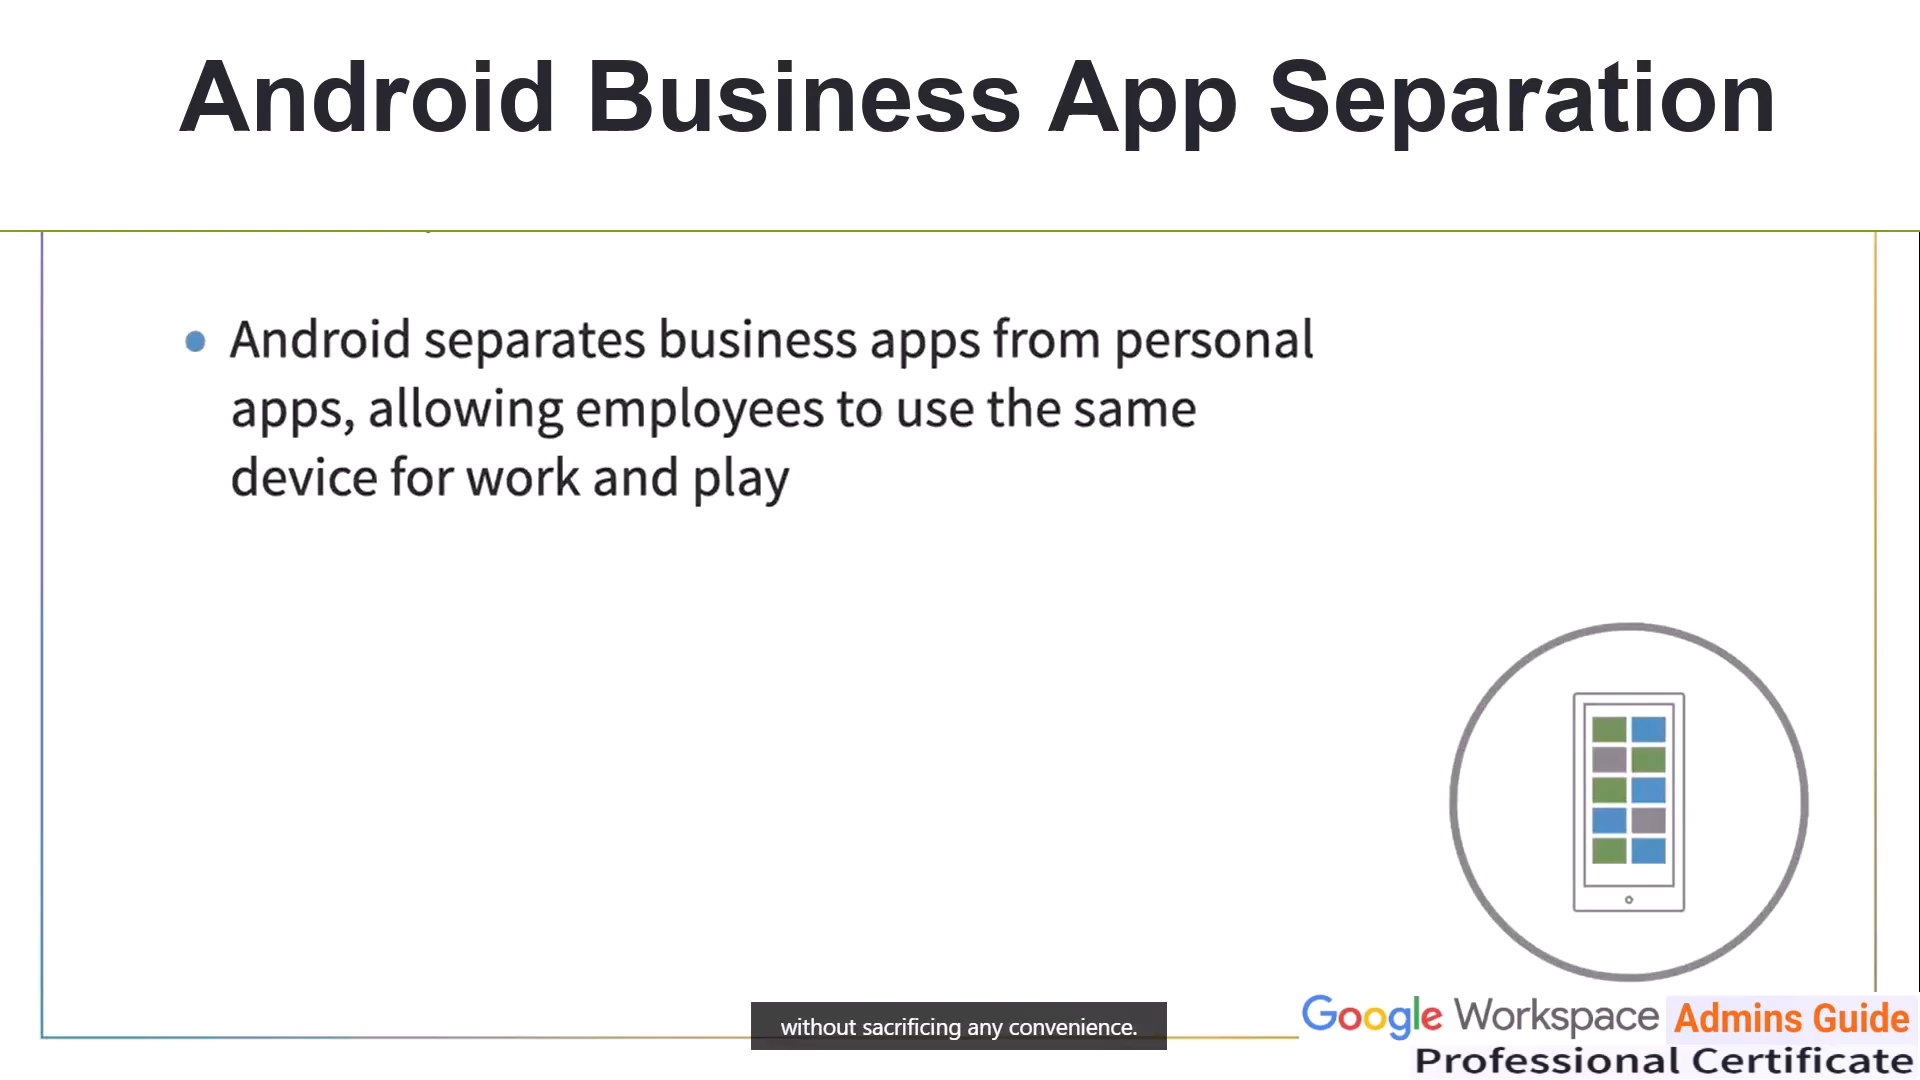 Android Business App Separation
Android separates business apps from personal
apps, allowing employees to use the same
device for work and play
without sacrificing any convenience.
Google Workspace Admins Guide
Professional Certificate